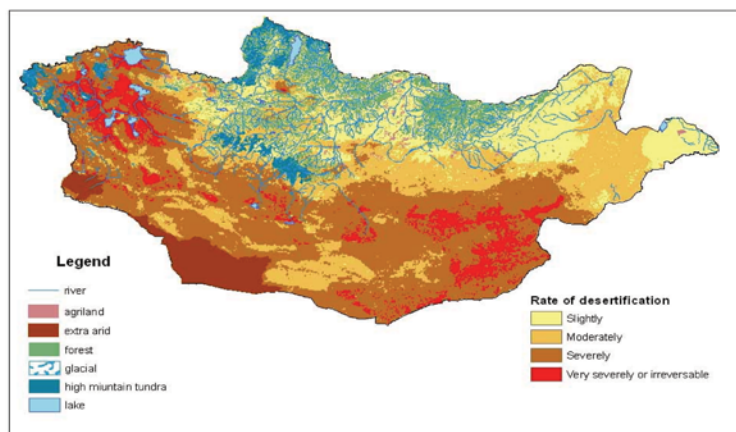 Legend
river
agriland
extra arid
forest
glacial
high miuntain tundra
lake
Rate of desertification
Slightly
Moderately
Severely
Very severely or irreversable